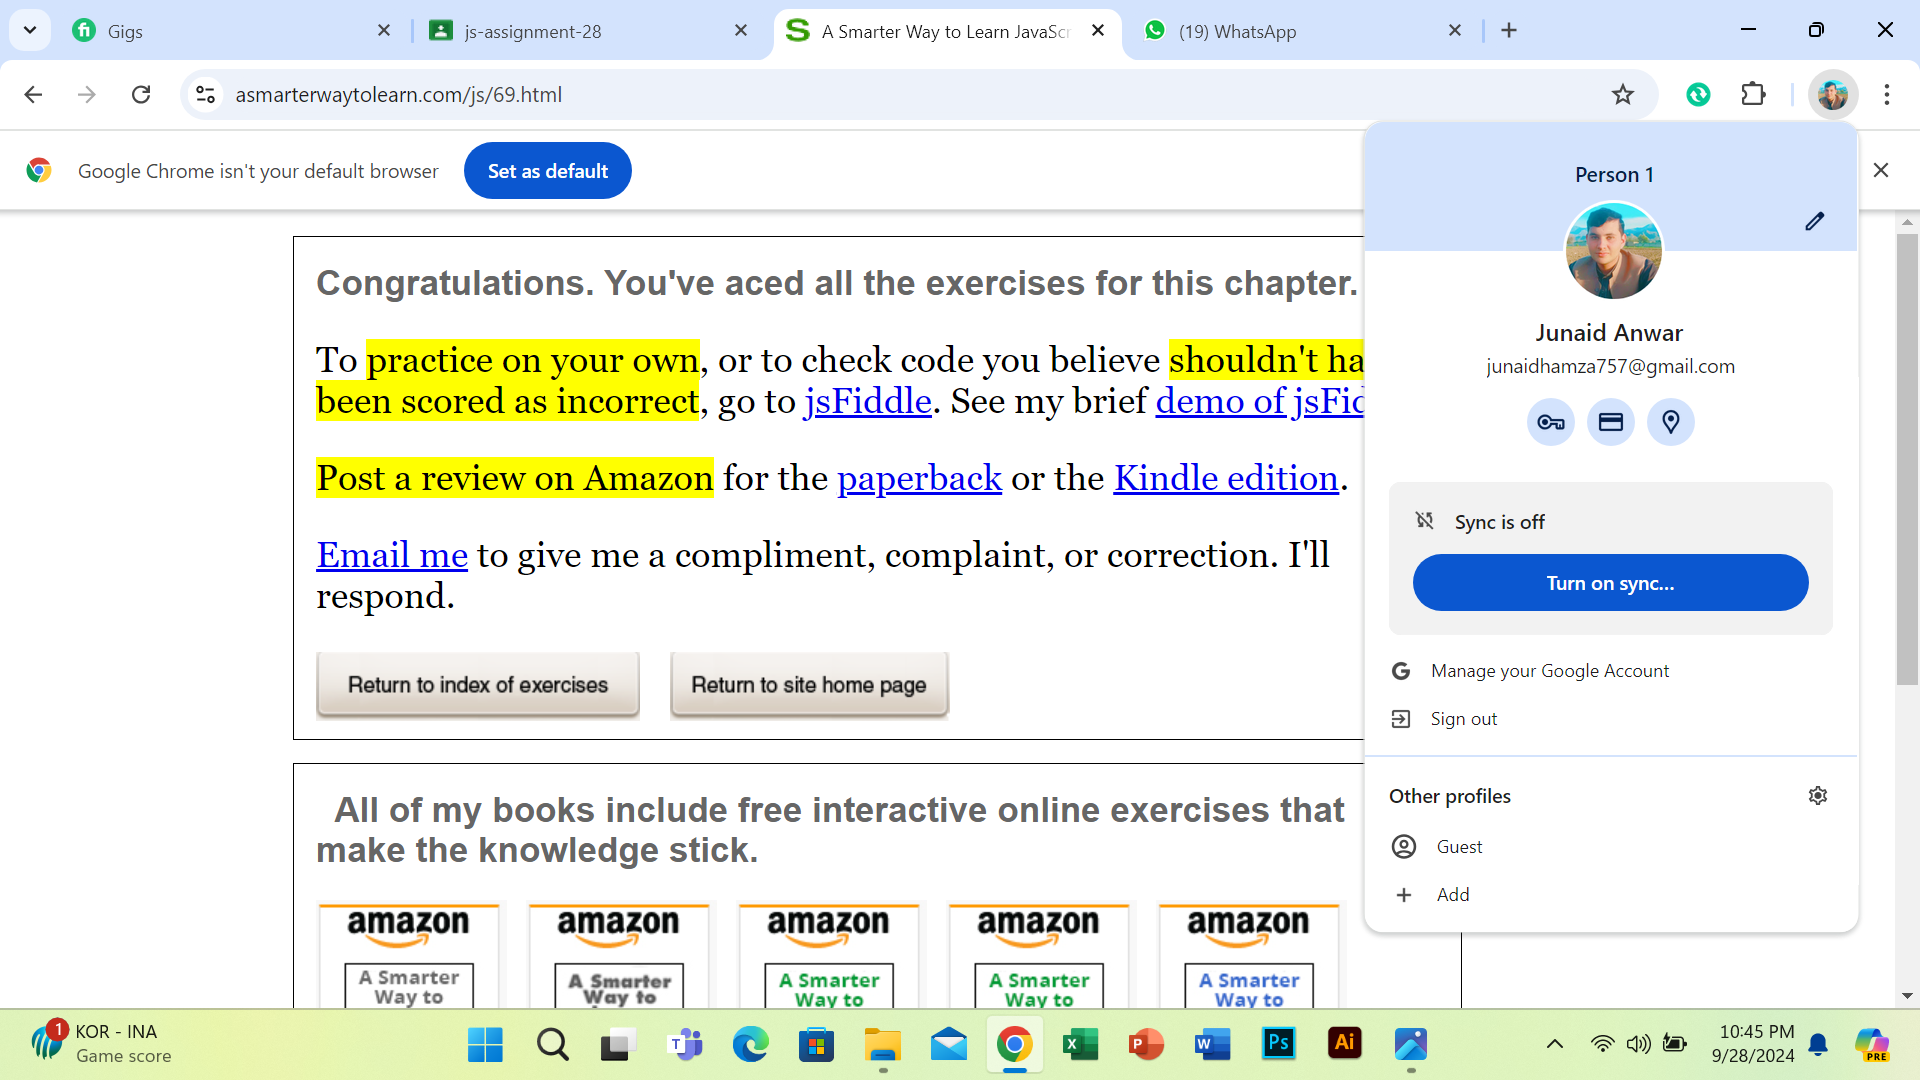 Gigs
js-assignment-28
A Smarter Way to Learn JavaScr
(19) WhatsApp
asmarterwaytolearn.com/js/69.html
Google Chrome isn't your default browser
Set as default
Congratulations. You've aced all the exercises for this chapter.
To practice on your own, or to check code you believe shouldn't ha
been scored as incorrect, go to jsFiddle. See my brief demo of jsFid
Post a review on Amazon for the paperback or the Kindle edition.
Email me to give me a compliment, complaint, or correction. I'll
respond.
Return to index of exercises
Return to site home page
All of my books include free interactive online exercises that
make the knowledge stick.
amazon amazon amazon amazon amazon
A Smarter A Smarter A Smarter A Smarter A Smarter
Way to Way to Way to Way to Way to
Person 1
Junaid Anwar
junaidhamza757@gmail.com
Sync is off
Turn on sync...
Manage your Google Account
Sign out
Other profiles
Guest
Add
1
KOR - INA
Game score
T
X
P
W
Ps
Ai
10:45 PM
9/28/2024
PRE